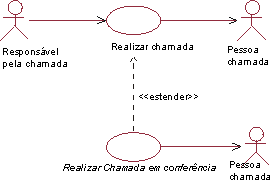 Responsável
pela chamada
Realizar chamada
Pessoa
chamada
<<estender>>
Realizar Chamada em conferência
Pessoa
chamada